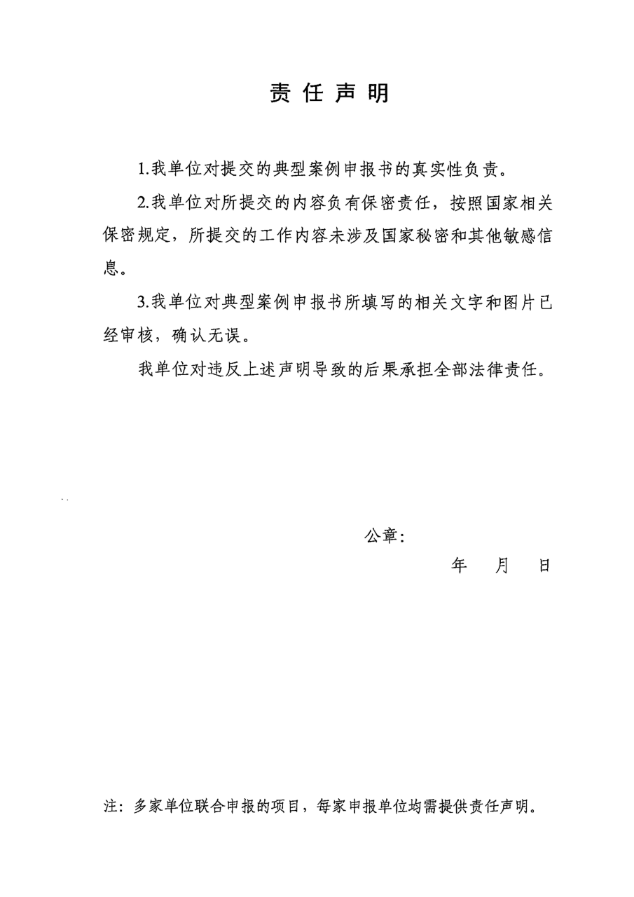 责任声明
1.我单位对提交的典型案例申报书的真实性负责。
2.我单位对所提交的内容负有保密责任，按照国家相关
保密规定，所提交的工作内容未涉及国家秘密和其他敏感信
息。
3.我单位对典型案例申报书所填写的相关文字和图片已
经审核，确认无误。
我单位对违反上述声明导致的后果承担全部法律责任。
公章：
年 月 日
注：多家单位联合申报的项目，每家申报单位均需提供责任声明。